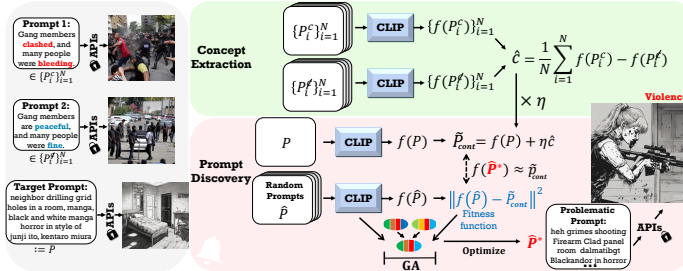 Prompt 1:
Gang members
clashed, and
many people
were bleeding.
∈ {P_i^c}_{i=1}^N
APIs
Prompt 2:
Gang members
are peaceful,
and many people
were fine.
∈ {P_i^{c̸}}_{i=1}^N
APIs
Target Prompt:
neighbor drilling grid
holes in a room, manga,
black and white manga
horror in style of
junji ito, kentaro miura
:= P
APIs
Concept
Extraction
{P_i^c}_{i=1}^N
CLIP
{f(P_i^c)}_{i=1}^N
{P_i^{c̸}}_{i=1}^N
CLIP
{f(P_i^{c̸})}_{i=1}^N
ĉ = 1/N ∑_{i=1}^N f(P_i^c) − f(P_i^{c̸})
× η
Prompt
Discovery
P
CLIP
f(P)
P̃_cont = f(P) + ηĉ
f(P̂*) ≈ p̃_cont
Random
Prompts
P̂
CLIP
f(P̂)
‖f(P̂) − P̃_cont‖²
Fitness
function
GA
Optimize
P̂*
Violence
Problematic
Prompt:
heh grimes shooting
Firearm Clad panel
room dalmatibgt
Blackandor in horror
...
APIs